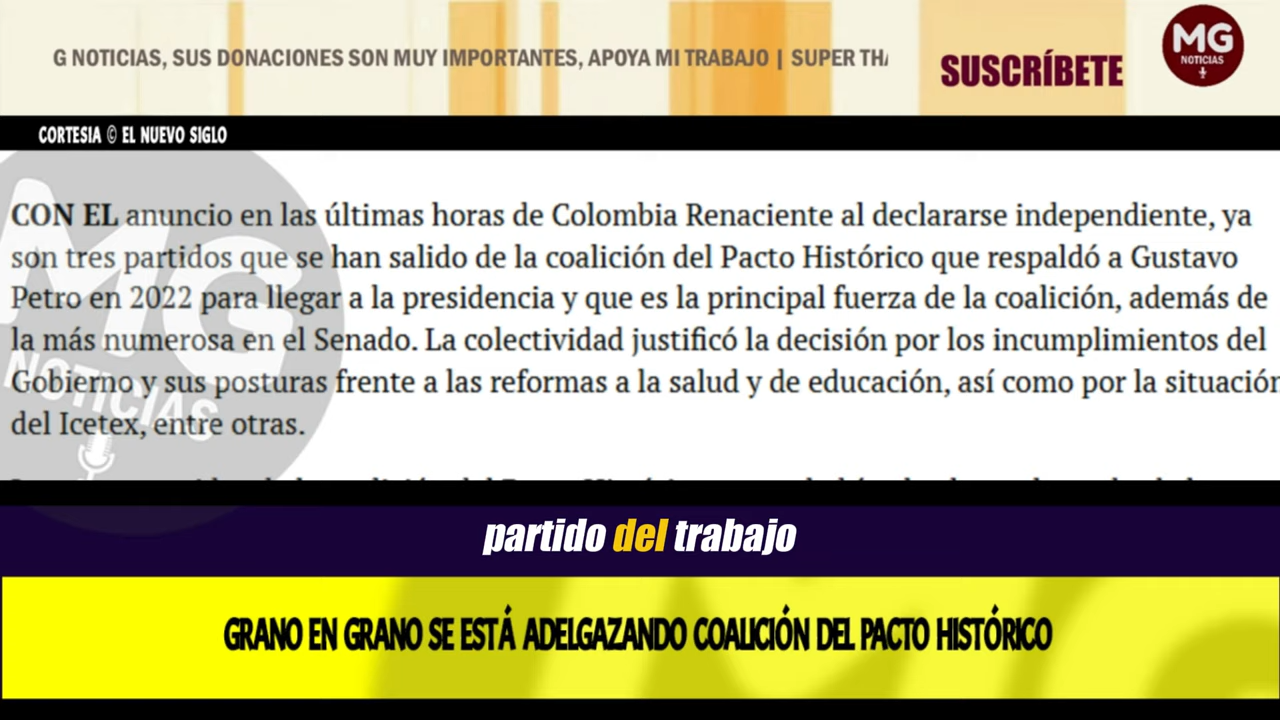 G NOTICIAS, SUS DONACIONES SON MUY IMPORTANTES, APOYA MI TRABAJO | SUPER THA
SUSCRÍBETE
MG
NOTICIAS
CORTESIA © EL NUEVO SIGLO
CON EL anuncio en las últimas horas de Colombia Renaciente al declararse independiente, ya
son tres partidos que se han salido de la coalición del Pacto Histórico que respaldó a Gustavo
Petro en 2022 para llegar a la presidencia y que es la principal fuerza de la coalición, además de
la más numerosa en el Senado. La colectividad justificó la decisión por los incumplimientos del
Gobierno y sus posturas frente a las reformas a la salud y de educación, así como por la situación
del Icetex, entre otras.
MG
NOTICIAS
partido del trabajo
GRANO EN GRANO SE ESTÁ ADELGAZANDO COALICIÓN DEL PACTO HISTÓRICO